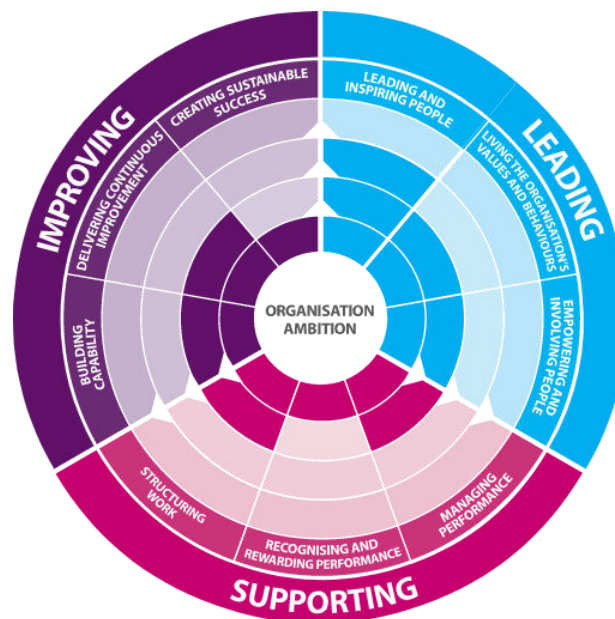 IMPROVING
LEADING
SUPPORTING
CREATING SUSTAINABLE
SUCCESS
LEADING AND
INSPIRING PEOPLE
DELIVERING CONTINUOUS
IMPROVEMENT
LIVING THE ORGANISATION'S
VALUES AND BEHAVIOURS
BUILDING
CAPABILITY
ORGANISATION
AMBITION
EMPOWERING AND
INVOLVING PEOPLE
STRUCTURING
WORK
RECOGNISING AND
REWARDING PERFORMANCE
MANAGING
PERFORMANCE